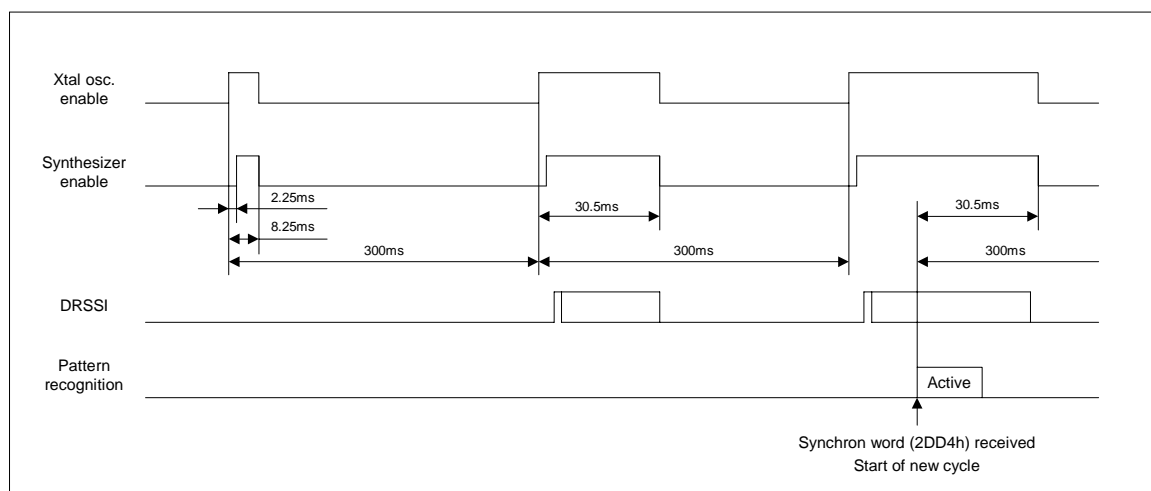 Xtal osc.
enable
Synthesizer
enable
2.25ms
8.25ms
30.5ms
30.5ms
300ms
300ms
300ms
DRSSI
Pattern
recognition
Active
Synchron word (2DD4h) received
Start of new cycle